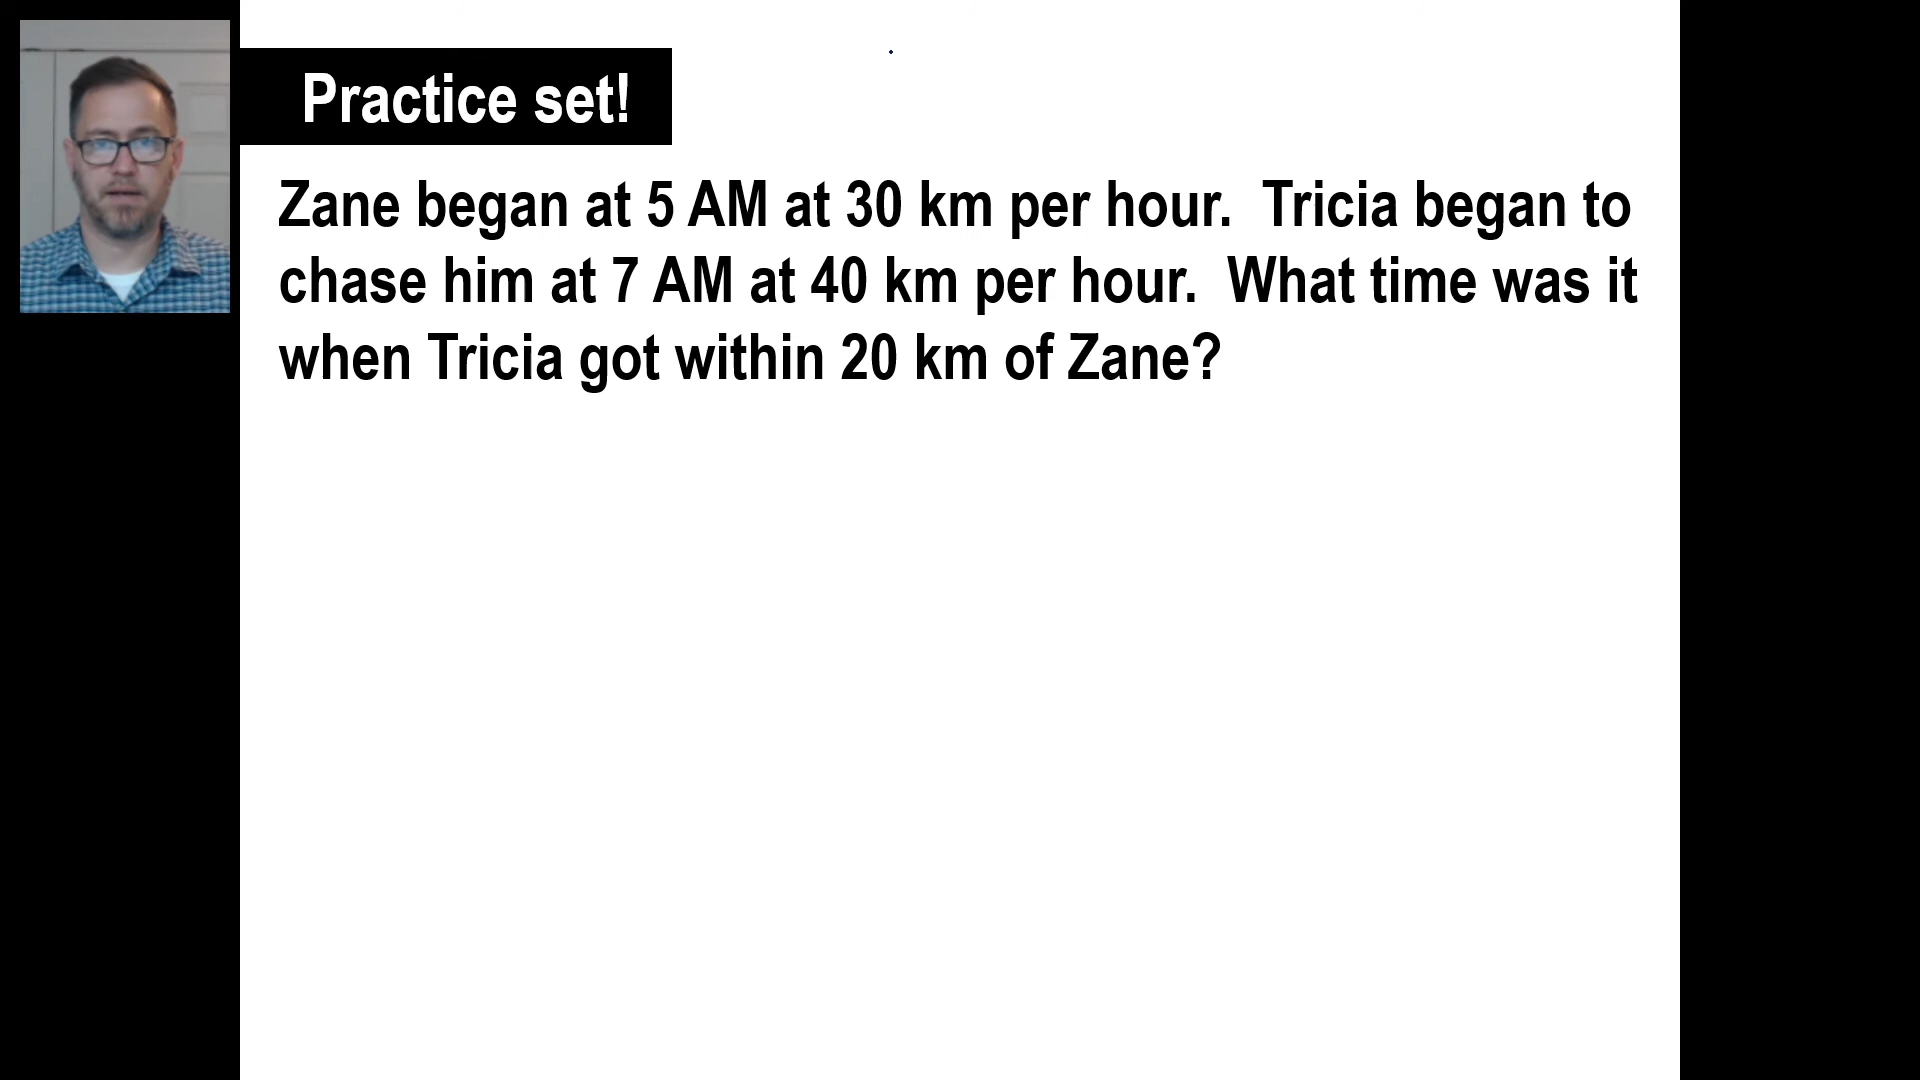 Practice set!
Zane began at 5 AM at 30 km per hour.  Tricia began to
chase him at 7 AM at 40 km per hour.  What time was it
when Tricia got within 20 km of Zane?